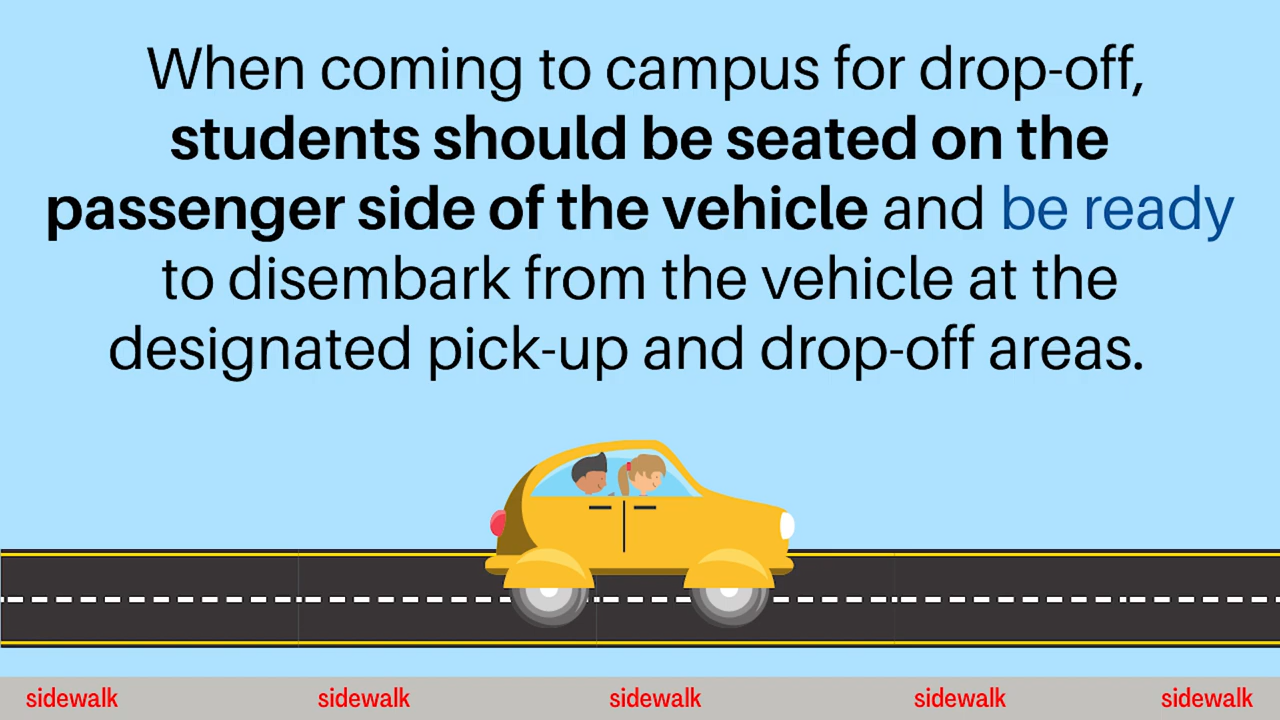 When coming to campus for drop-off,
students should be seated on the
passenger side of the vehicle and be ready
to disembark from the vehicle at the
designated pick-up and drop-off areas.
sidewalk sidewalk sidewalk sidewalk sidewalk